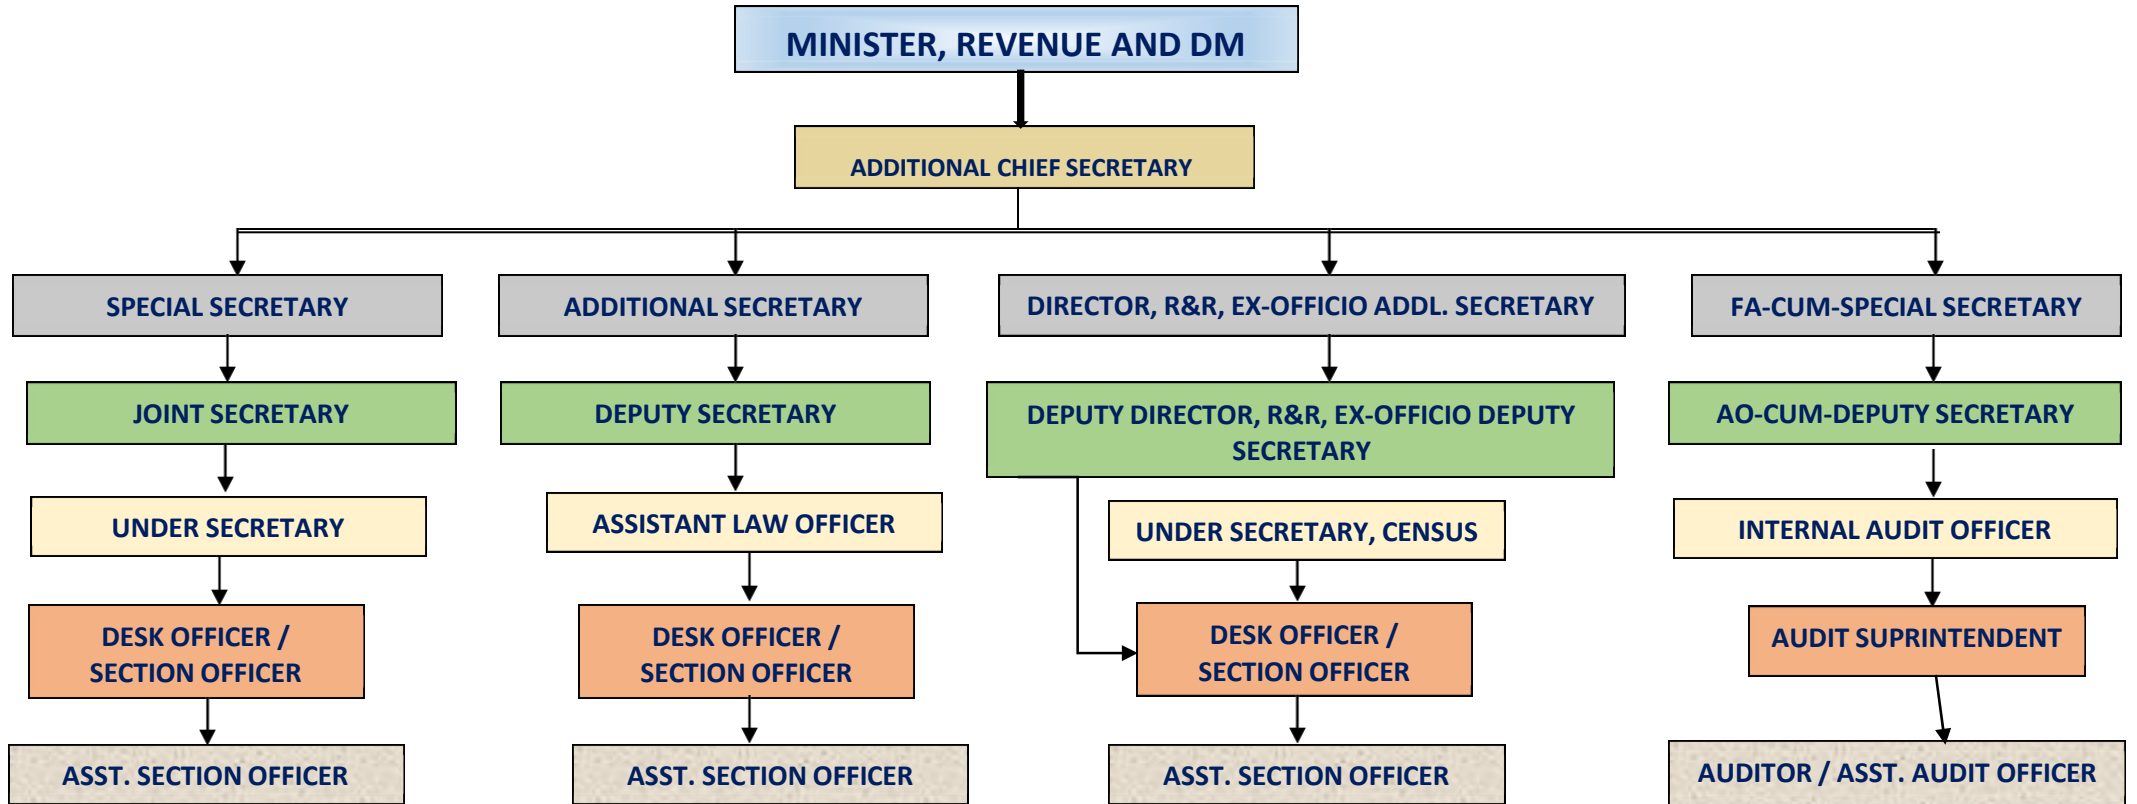 MINISTER, REVENUE AND DM
ADDITIONAL CHIEF SECRETARY
SPECIAL SECRETARY
ADDITIONAL SECRETARY
DIRECTOR, R&R, EX-OFFICIO ADDL. SECRETARY
FA-CUM-SPECIAL SECRETARY
JOINT SECRETARY
DEPUTY SECRETARY
DEPUTY DIRECTOR, R&R, EX-OFFICIO DEPUTY
SECRETARY
AO-CUM-DEPUTY SECRETARY
UNDER SECRETARY
ASSISTANT LAW OFFICER
UNDER SECRETARY, CENSUS
INTERNAL AUDIT OFFICER
DESK OFFICER /
SECTION OFFICER
DESK OFFICER /
SECTION OFFICER
DESK OFFICER /
SECTION OFFICER
AUDIT SUPRINTENDENT
ASST. SECTION OFFICER
ASST. SECTION OFFICER
ASST. SECTION OFFICER
AUDITOR / ASST. AUDIT OFFICER